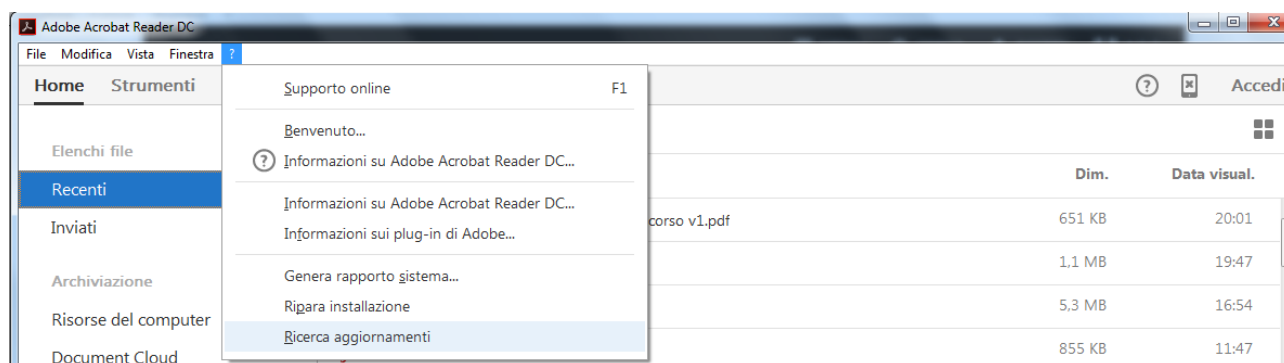 Adobe Acrobat Reader DC
File Modifica Vista Finestra ?
Home Strumenti
? Accedi
Supporto online F1
Benvenuto...
? Informazioni su Adobe Acrobat Reader DC...
Informazioni su Adobe Acrobat Reader DC...
Informazioni sui plug-in di Adobe...
Genera rapporto sistema...
Ripara installazione
Ricerca aggiornamenti
Elenchi file
Recenti
Inviati
Archiviazione
Risorse del computer
Document Cloud
Dim. Data visual.
corso v1.pdf 651 KB 20:01
1,1 MB 19:47
5,3 MB 16:54
855 KB 11:47